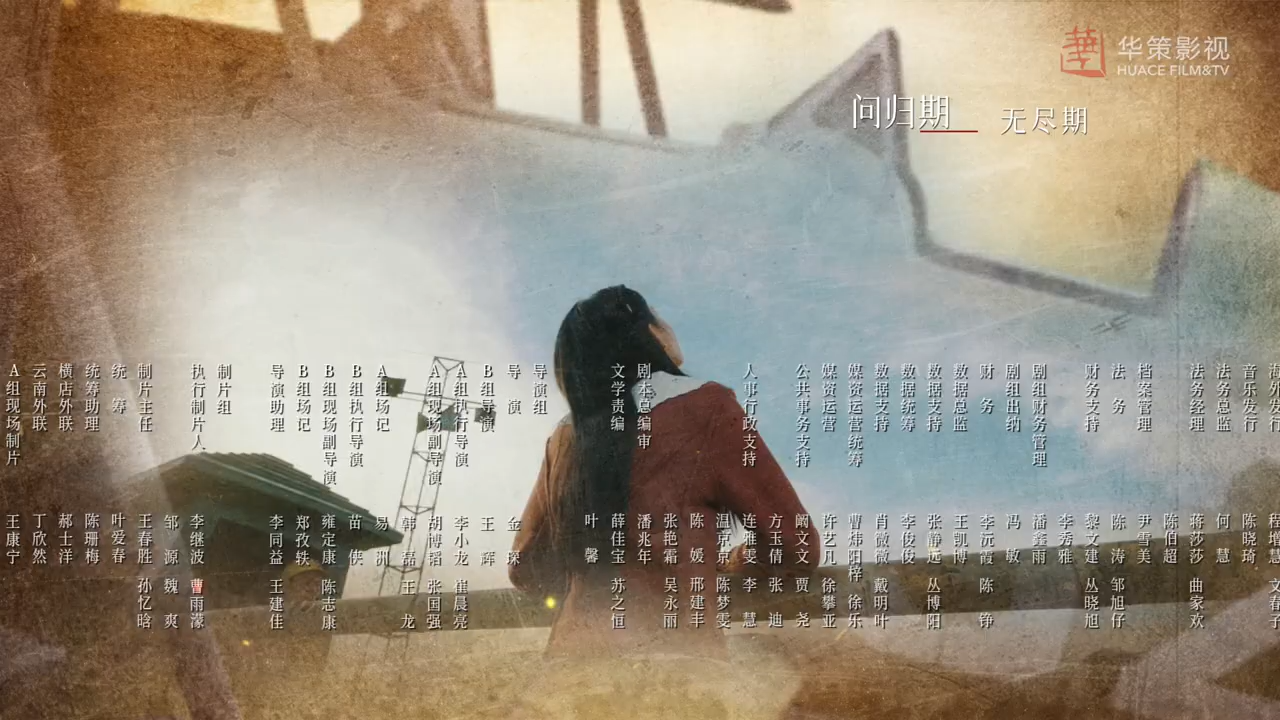 華
华策影视
HUACE FILM&TV
问归期
无尽期
音乐发行
陈晓琦
法务总监
何慧
法务经理
蒋莎莎
曲家欢
陈伯超
档案管理
尹雪美
法务
陈涛
邹旭仔
财务支持
黎文建
丛晓旭
李秀雅
剧组财务管理
潘鑫雨
剧组出纳
冯敏
财务
李沅霞
陈铮
数据总监
王凯博
数据支持
张静远
丛博阳
数据统筹
李俊俊
数据支持
肖微微
戴明叶
媒资运营统筹
曹炜阳梓
徐乐
媒资运营
许艺凡
徐攀亚
公共事务支持
阚文文
贾尧
方玉倩
张迪
人事行政支持
连雅雯
李慧
温京京
陈梦雯
陈媛
邢建丰
张艳霜
吴永丽
剧本总编审
潘兆年
文学责编
薛佳宝
苏之恒
叶馨
导演组
导演
金琛
B组导演
王辉
A组执行导演
李小龙
崔晨亮
A组现场副导演
胡博滔
张国强
韩磊
王龙
A组场记
易洲
B组执行导演
苗侠
B组现场副导演
雍定康
陈志康
B组场记
郑孜轶
导演助理
李同益
王建佳
制片组
执行制片人
李继波
曹雨濛
邹源
魏爽
制片主任
王春胜
孙忆晗
统筹
叶爱春
统筹助理
陈珊梅
横店外联
郝士洋
云南外联
丁欣然
A组现场制片
王康宁